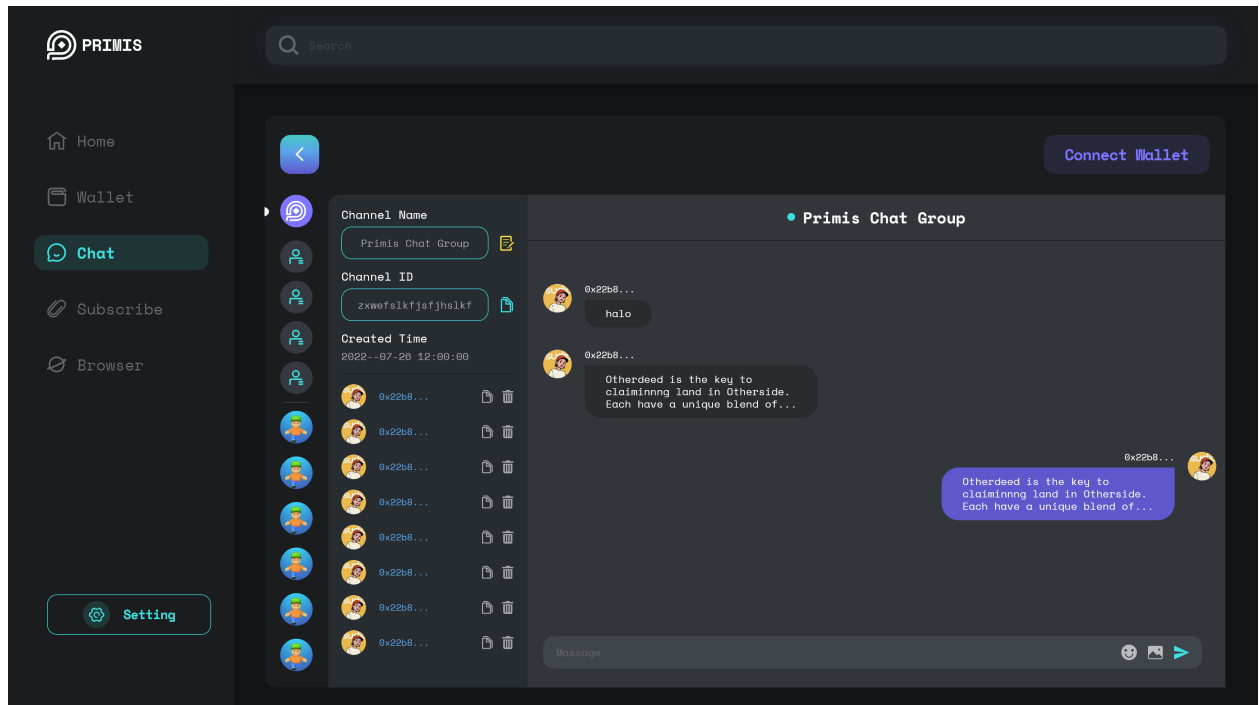 PRIMIS
Search
Home
Wallet
Chat
Subscribe
Browser
Setting
Connect Wallet
Channel Name
Primis Chat Group
Channel ID
zxwefslkfjsfjhslkf
Created Time
2022--07-26 12:00:00
0x22b8...
0x22b8...
0x22b8...
0x22b8...
0x22b8...
0x22b8...
0x22b8...
0x22b8...
Primis Chat Group
0x22b8...
halo
0x22b8...
Otherdeed is the key to
claiminnng land in Otherside.
Each have a unique blend of...
0x22b8...
Otherdeed is the key to
claiminnng land in Otherside.
Each have a unique blend of...
Massage